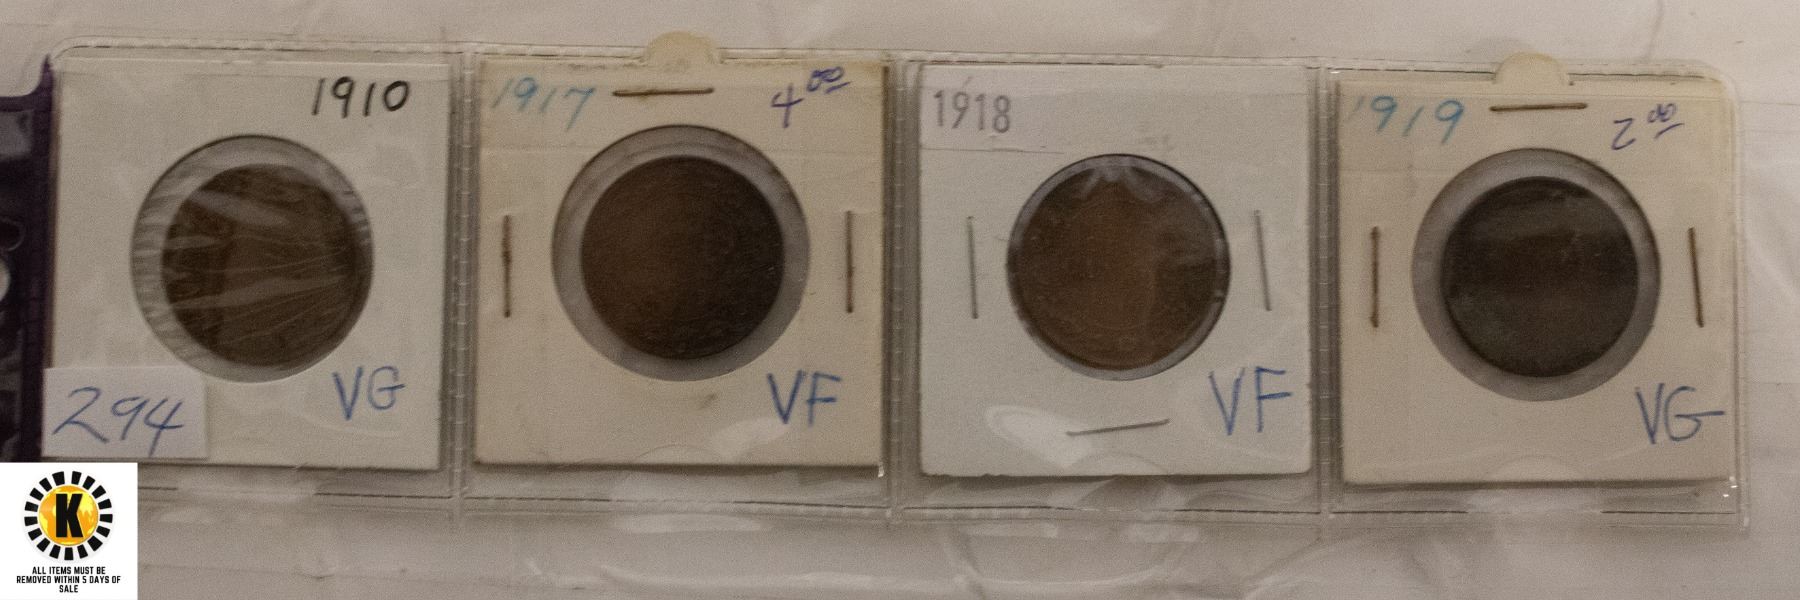 1910
VG
294
1917
4.00
VF
1918
VF
1919
2.00
VG
K
ALL ITEMS MUST BE
REMOVED WITHIN 5 DAYS OF
SALE